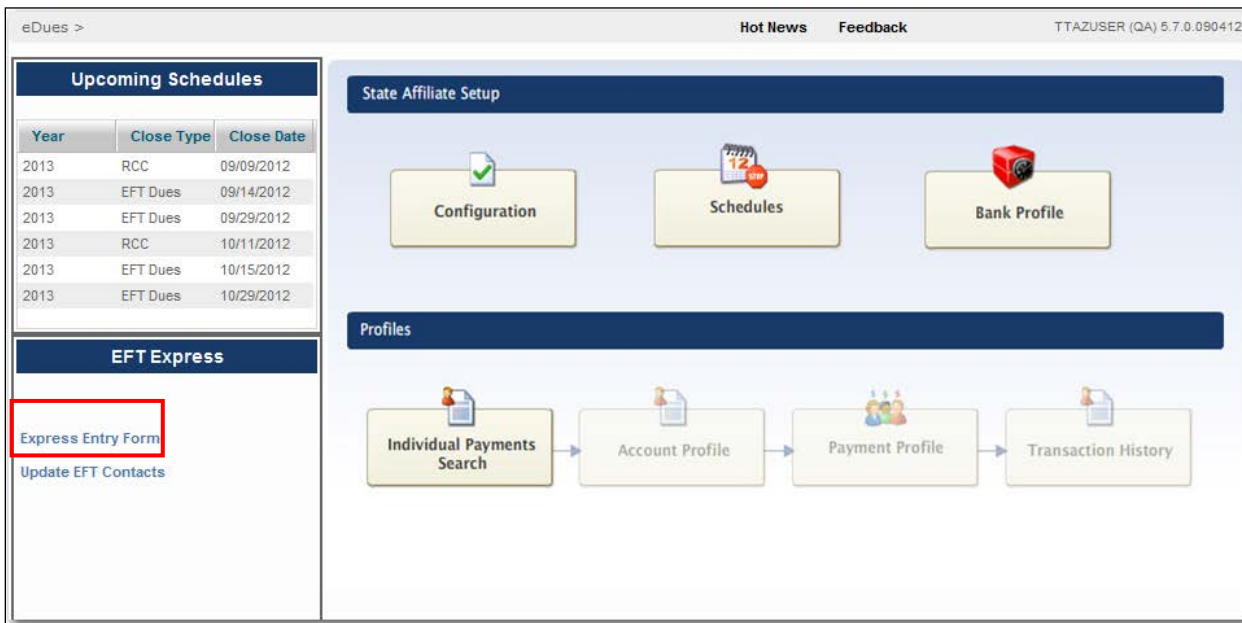 eDues >
Hot News Feedback TTAZUSER (QA) 5.7.0.090412
Upcoming Schedules
Year Close Type Close Date
2013 RCC 09/09/2012
2013 EFT Dues 09/14/2012
2013 EFT Dues 09/29/2012
2013 RCC 10/11/2012
2013 EFT Dues 10/15/2012
2013 EFT Dues 10/29/2012
EFT Express
Express Entry Form
Update EFT Contacts
State Affiliate Setup
Configuration
12
STOP
Schedules
Bank Profile
Profiles
Individual Payments
Search
Account Profile
$ $ $
Payment Profile
Transaction History